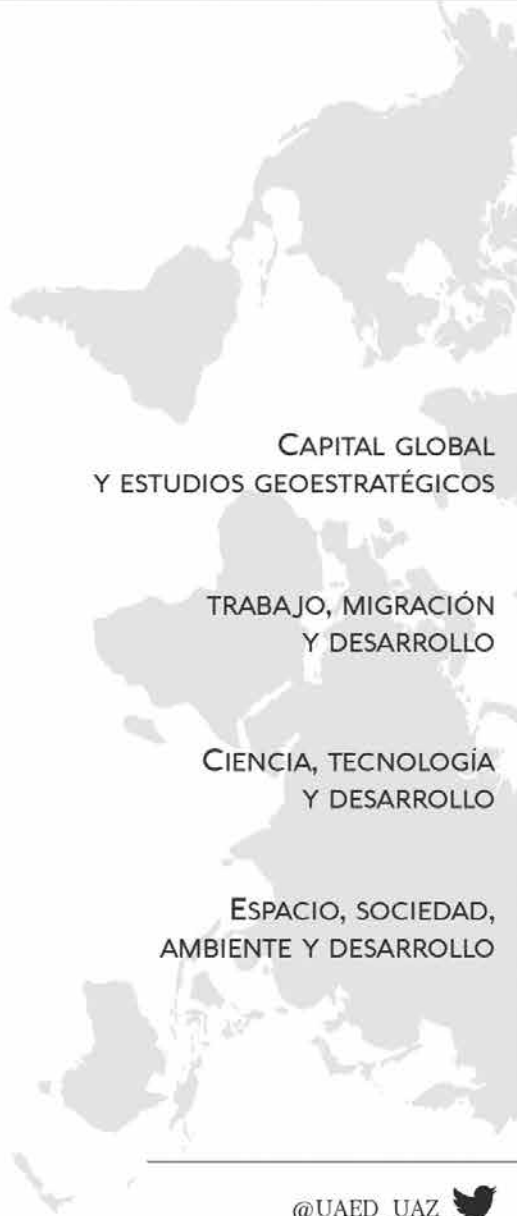 CAPITAL GLOBAL
Y ESTUDIOS GEOESTRATÉGICOS
TRABAJO, MIGRACIÓN
Y DESARROLLO
CIENCIA, TECNOLOGÍA
Y DESARROLLO
ESPACIO, SOCIEDAD,
AMBIENTE Y DESARROLLO
@UAED_UAZ